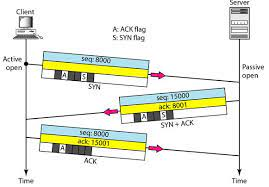 Client
Server
A: ACK flag
S: SYN flag
Active
open
Passive
open
seq: 8000
A S
SYN
seq: 15000
ack: 8001
A S
SYN + ACK
seq: 8000
ack: 15001
A S
ACK
Time
Time